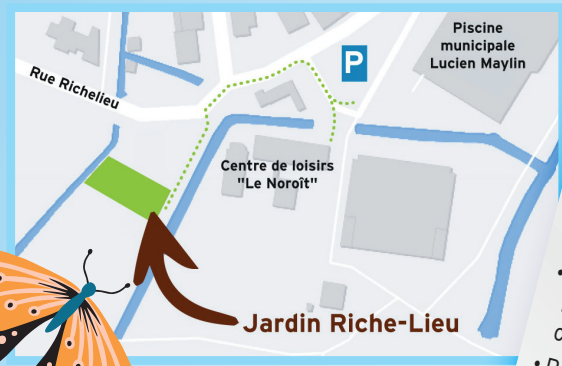 Piscine
municipale
Lucien Maylin
P
Rue Richelieu
Centre de loisirs
"Le Noroît"
Jardin Riche-Lieu